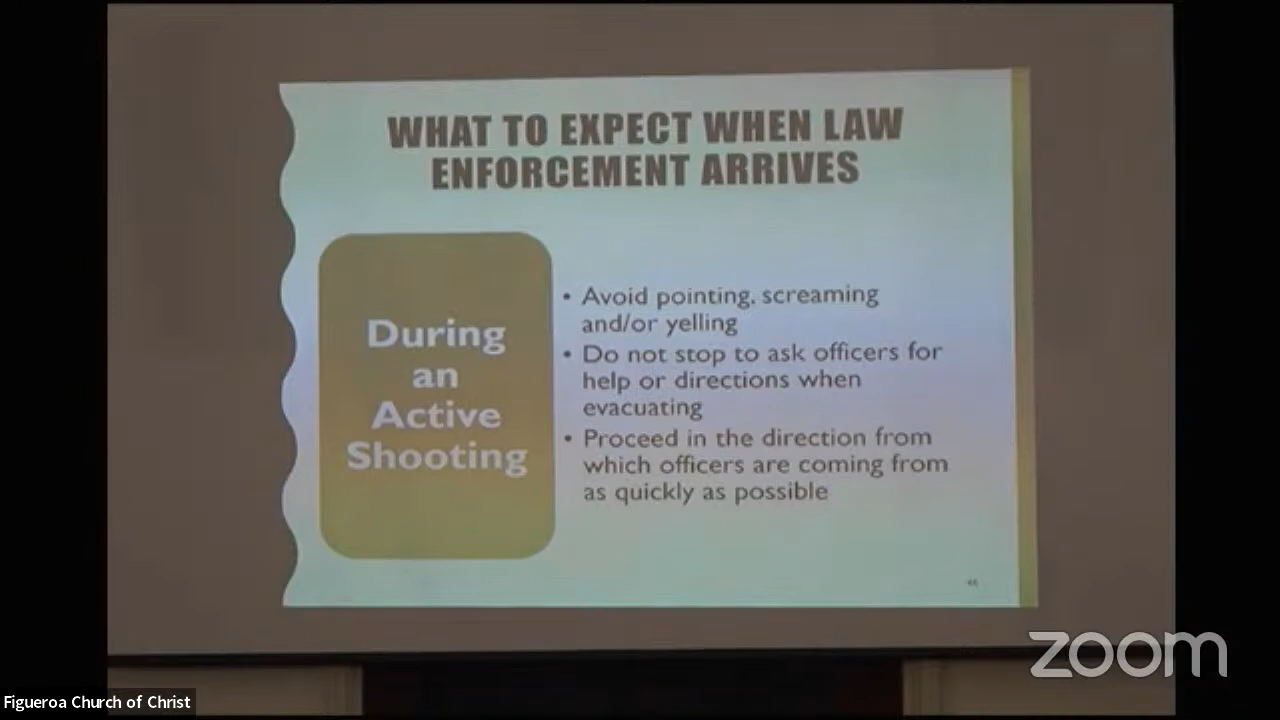 WHAT TO EXPECT WHEN LAW
ENFORCEMENT ARRIVES
During
an
Active
Shooting
• Avoid pointing, screaming
and/or yelling
• Do not stop to ask officers for
help or directions when
evacuating
• Proceed in the direction from
which officers are coming from
as quickly as possible
zoom
Figueroa Church of Christ